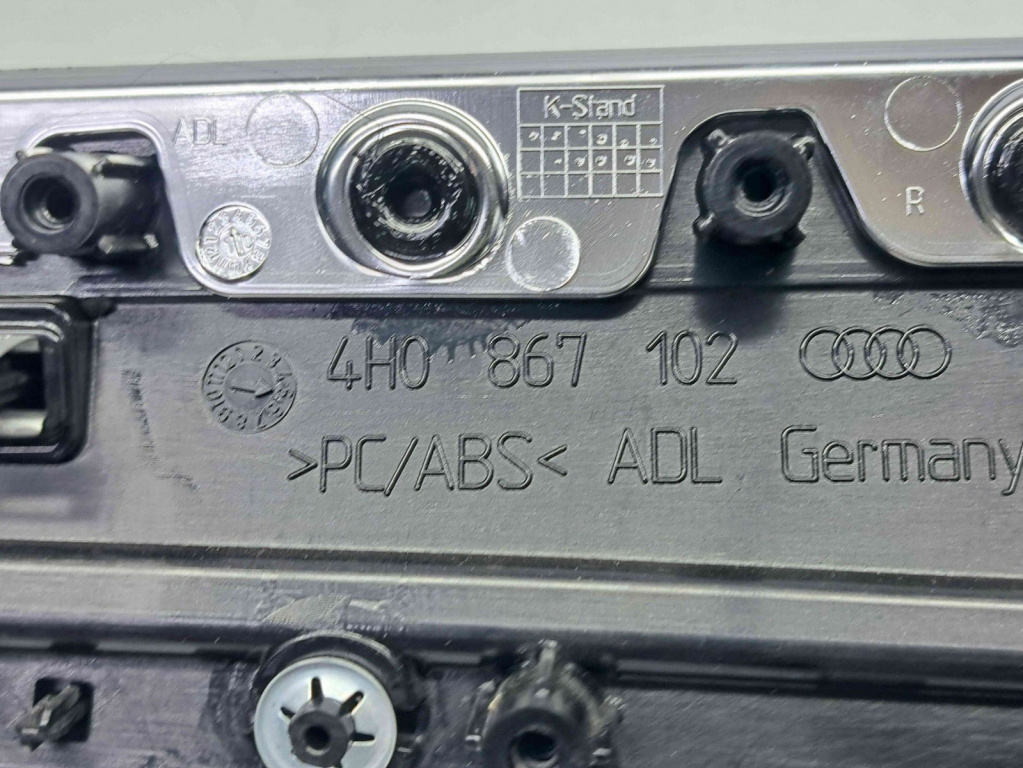 K-Stand
ADL
R
4H0 867 102
>PC/ABS< ADL Germany